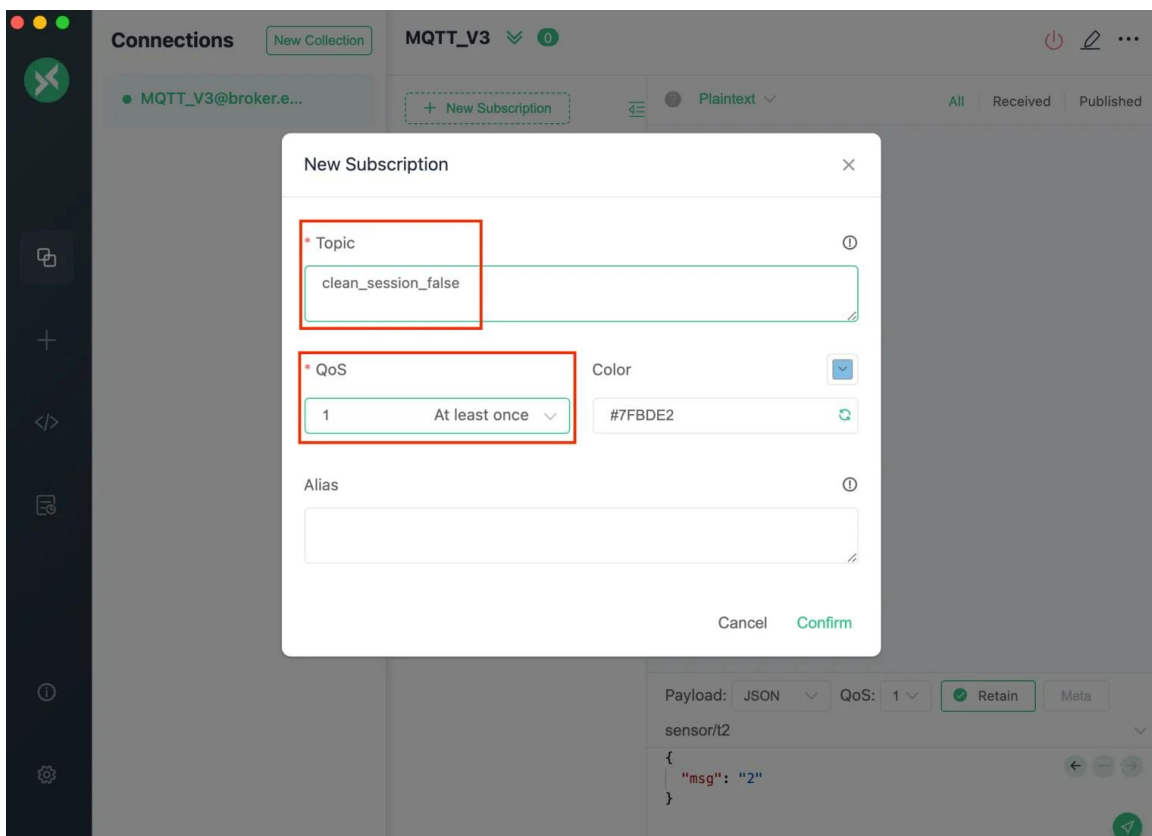 Connections
New Collection
MQTT_V3
0
MQTT_V3@broker.e...
+ New Subscription
Plaintext
All
Received
Published
New Subscription
* Topic
clean_session_false
* QoS
Color
1
At least once
#7FBDE2
Alias
Cancel
Confirm
Payload: JSON QoS: 1 Retain Meta
sensor/t2
{
"msg": "2"
}